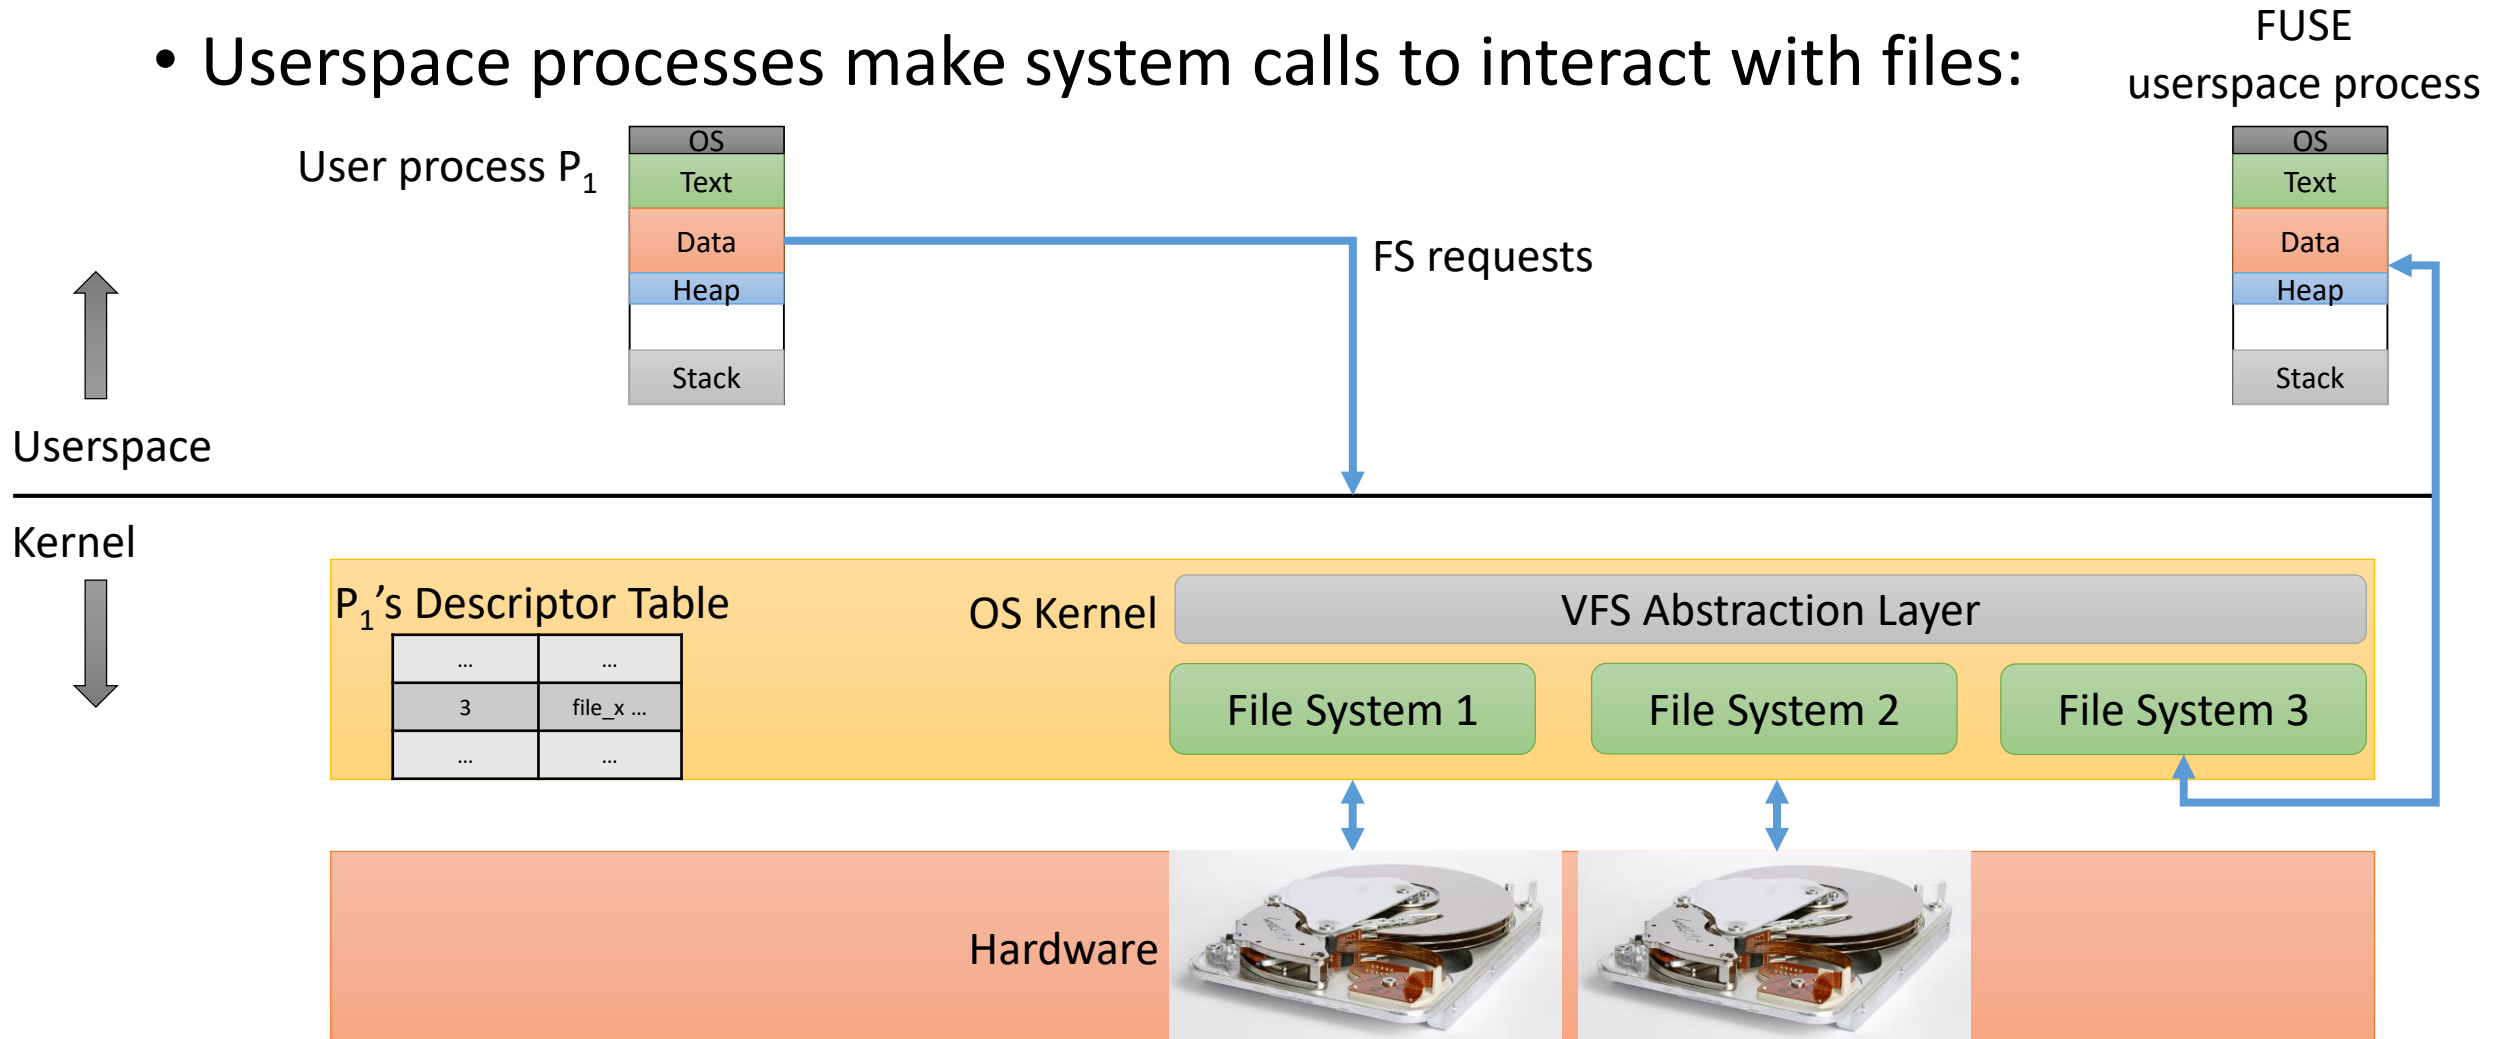 • Userspace processes make system calls to interact with files:
FUSE
userspace process
User process P₁
OS
Text
Data
Heap
Stack
FS requests
OS
Text
Data
Heap
Stack
Userspace
Kernel
P₁’s Descriptor Table
... ...
3 file_x ...
... ...
OS Kernel
VFS Abstraction Layer
File System 1
File System 2
File System 3
Hardware